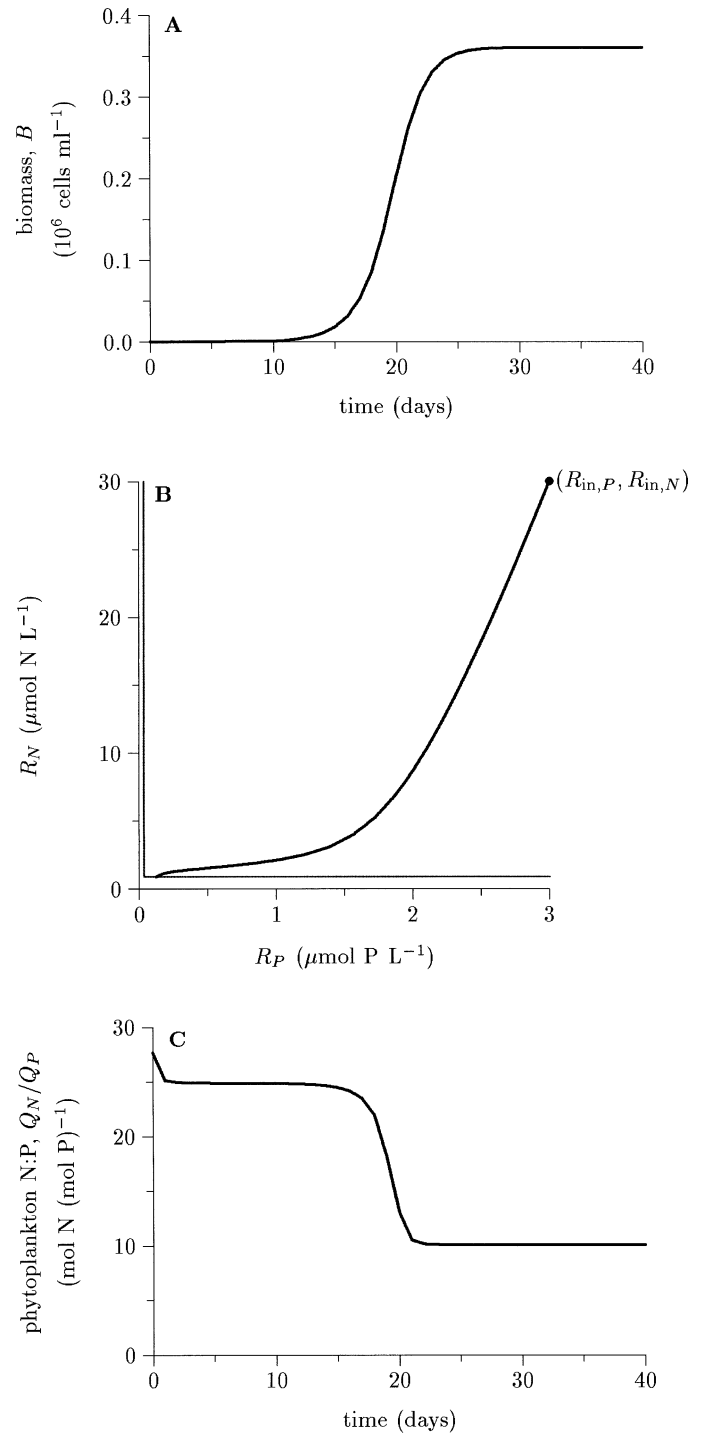 A
0.4
0.3
0.2
0.1
0.0
biomass, B
(10⁶ cells ml⁻¹)
0 10 20 30 40
time (days)
B
30
20
10
0
R_N (μmol N L⁻¹)
(R_in,P, R_in,N)
0 1 2 3
R_P (μmol P L⁻¹)
C
30
20
10
0
phytoplankton N:P, Q_N/Q_P
(mol N (mol P)⁻¹)
0 10 20 30 40
time (days)